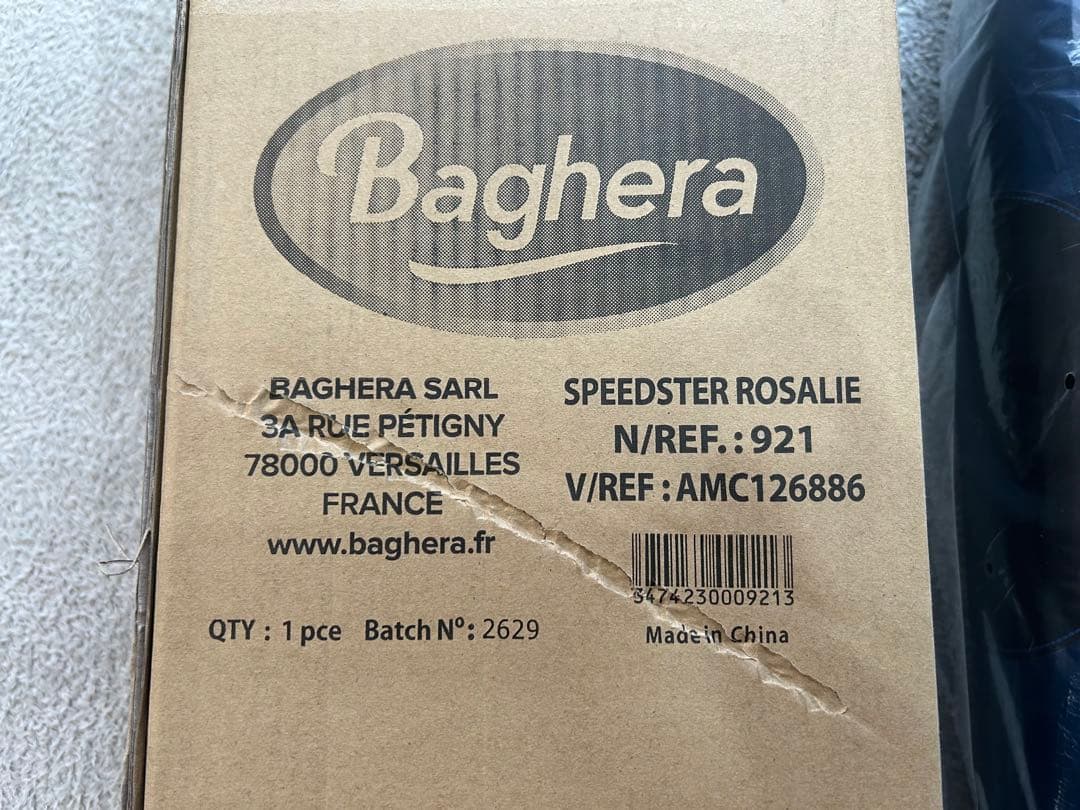 Baghera
BAGHERA SARL
3A RUE PÉTIGNY
78000 VERSAILLES
FRANCE
www.baghera.fr
SPEEDSTER ROSALIE
N/REF.: 921
V/REF : AMC126886
3474230009213
Made in China
QTY : 1 pce Batch Nº: 2629